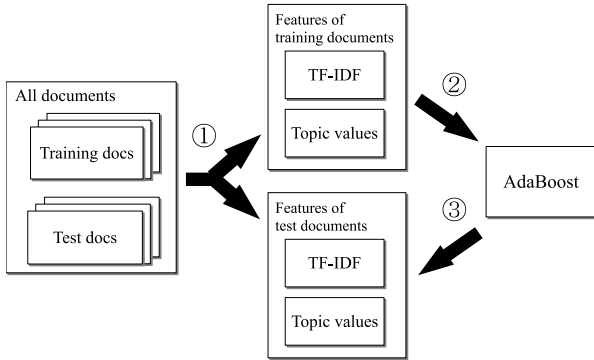 All documents
Training docs
Test docs
①
Features of
training documents
TF-IDF
Topic values
Features of
test documents
TF-IDF
Topic values
②
③
AdaBoost